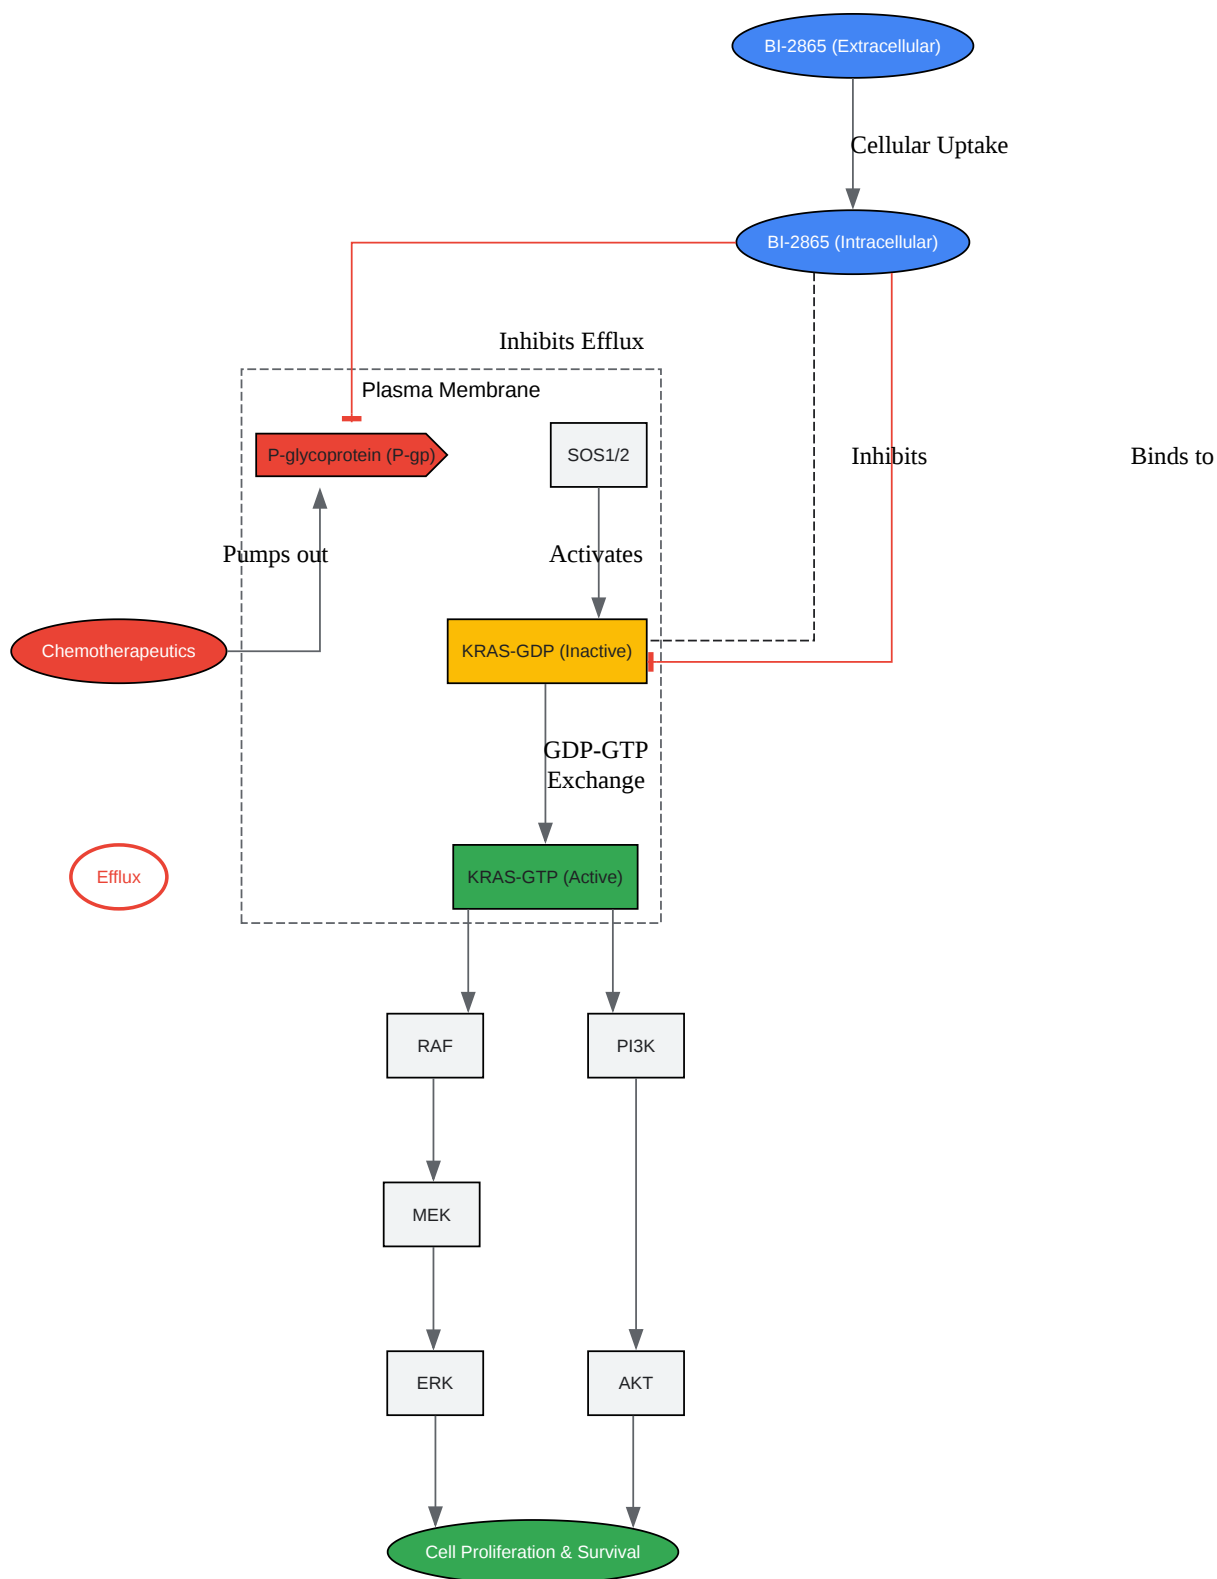 BI-2865 (Extracellular)
Cellular Uptake
BI-2865 (Intracellular)
Inhibits Efflux
Plasma Membrane
P-glycoprotein (P-gp)
SOS1/2
Inhibits
Binds to
Pumps out
Activates
Chemotherapeutics
KRAS-GDP (Inactive)
GDP-GTP
Exchange
Efflux
KRAS-GTP (Active)
RAF
PI3K
MEK
ERK
AKT
Cell Proliferation & Survival